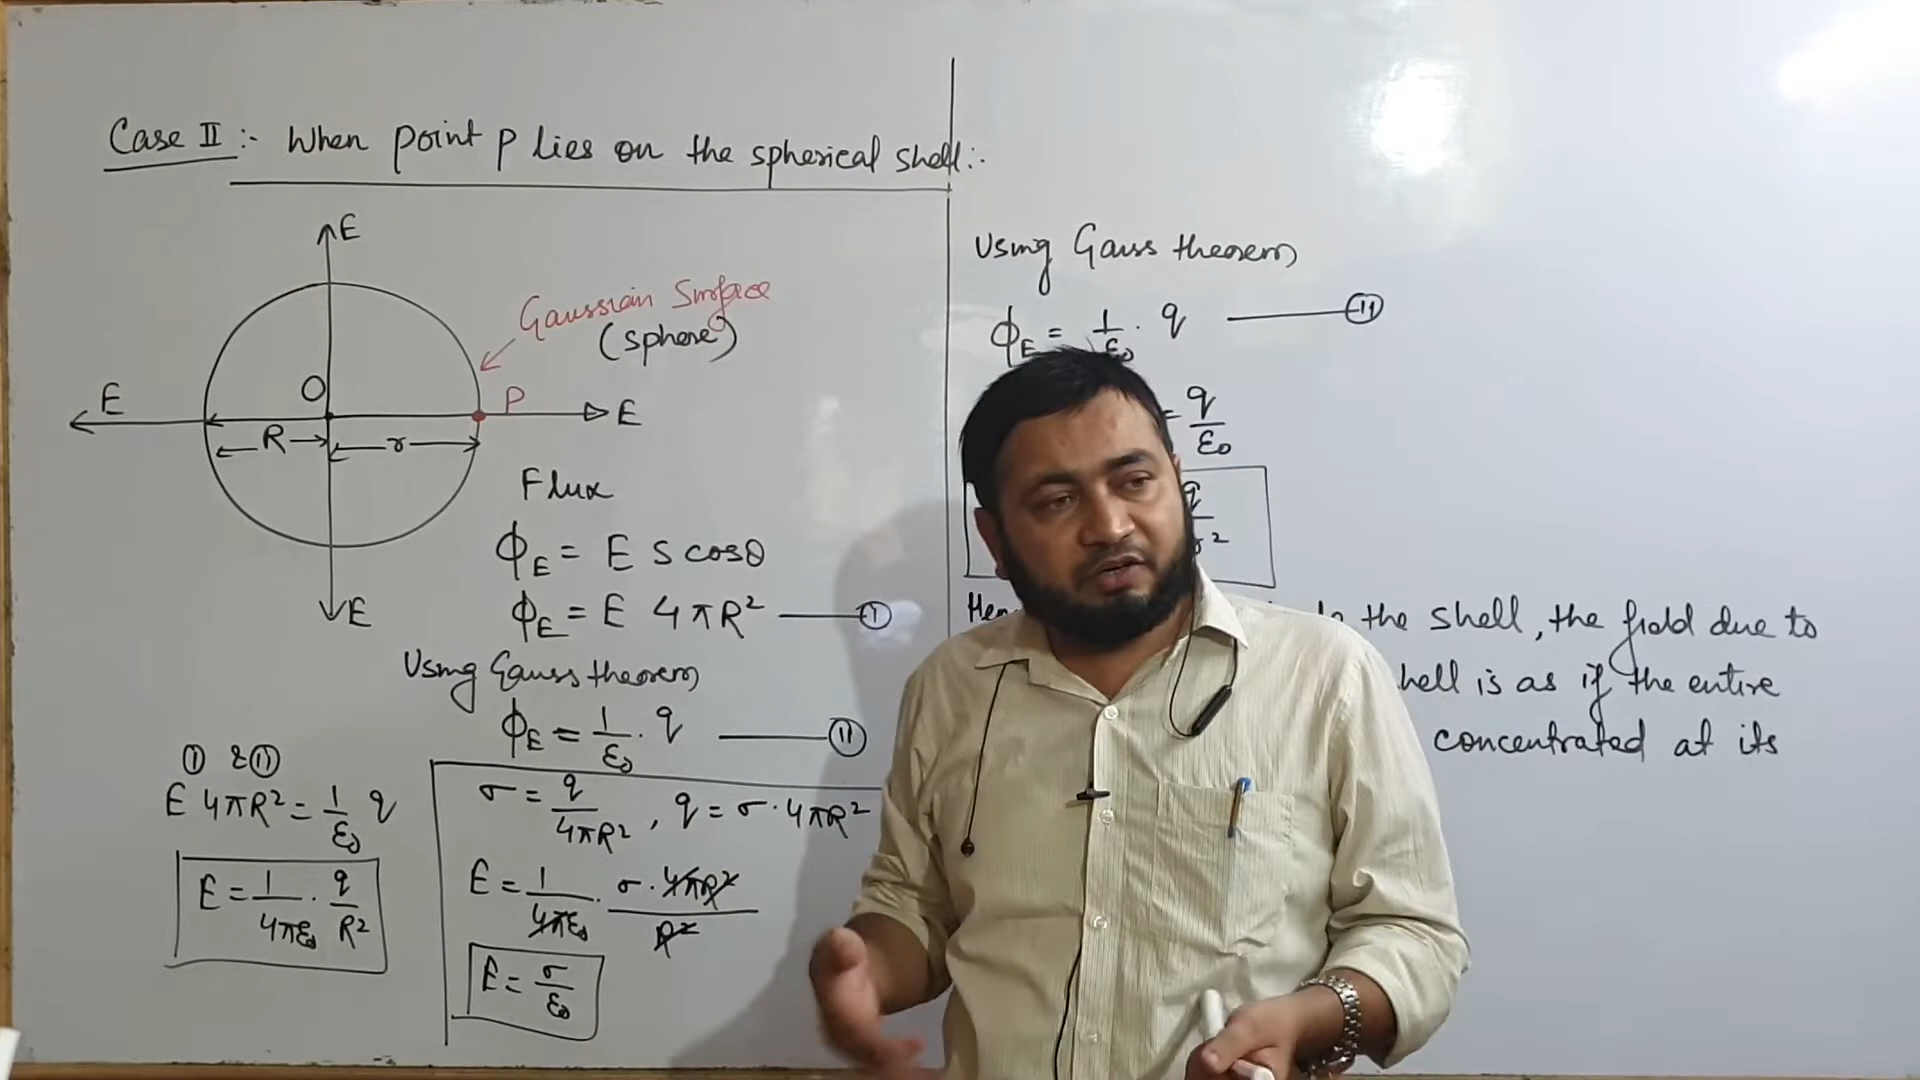 Case II :- When point P lies on the spherical shell :-
E
Gaussian Surface
(sphere)
O
P
E
E
R
r
E
Flux
ϕE = E S cosθ
ϕE = E 4πR² —— I
Using Gauss theorem
ϕE = 1/ε₀ . q —— II
I & II
E 4πR² = 1/ε₀ q
E = 1/4πε₀ . q/R²
σ = q/4πR² , q = σ . 4πR²
E = 1/4πε₀ . σ . 4πR²/R²
E = σ/ε₀
Using Gauss theorem
ϕE = 1/ε₀ . q —— II
= q/ε₀
q
r²
the shell, the field due to
is as if the entire
concentrated at its